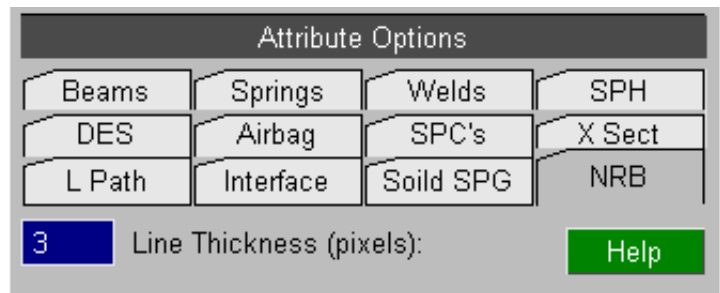 Attribute Options
Beams Springs Welds SPH
DES Airbag SPC's X Sect
L Path Interface Soild SPG NRB
3 Line Thickness (pixels): Help